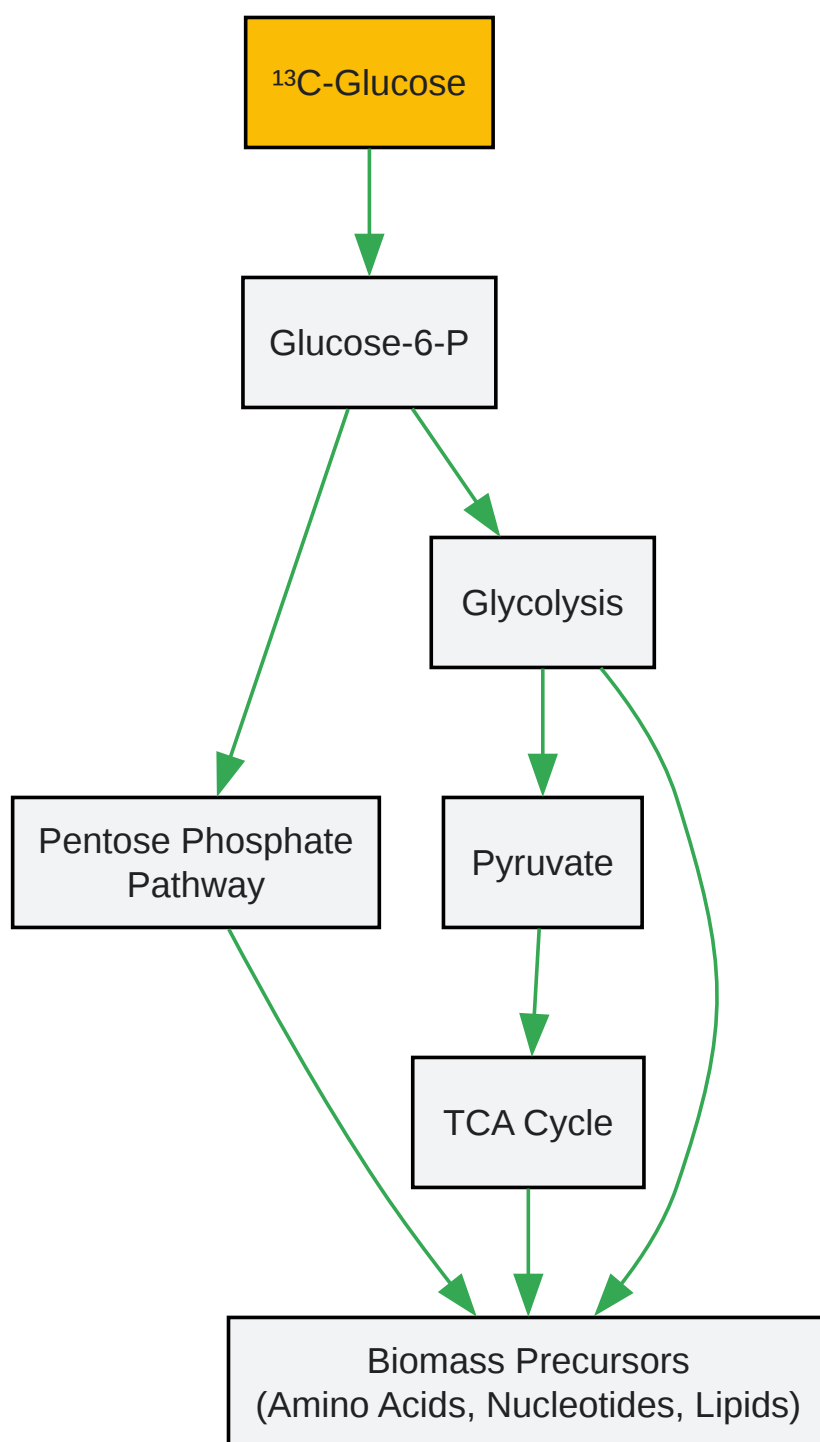 ¹³C-Glucose
Glucose-6-P
Glycolysis
Pentose Phosphate
Pathway
Pyruvate
TCA Cycle
Biomass Precursors
(Amino Acids, Nucleotides, Lipids)